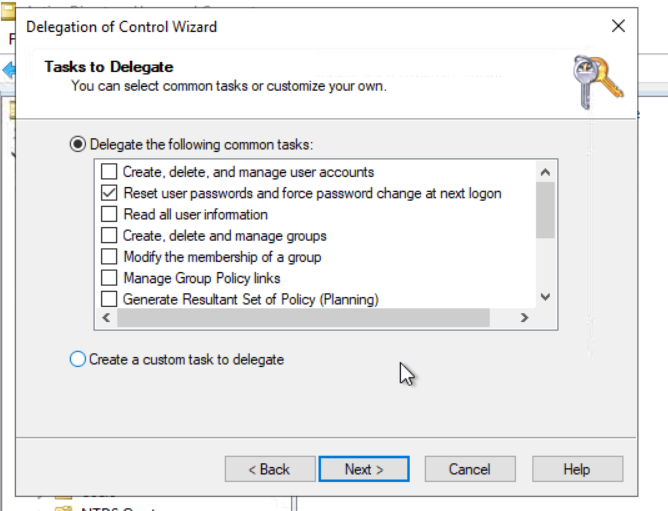 Delegation of Control Wizard
Tasks to Delegate
You can select common tasks or customize your own.
Delegate the following common tasks:
Create, delete, and manage user accounts
Reset user passwords and force password change at next logon
Read all user information
Create, delete and manage groups
Modify the membership of a group
Manage Group Policy links
Generate Resultant Set of Policy (Planning)
Create a custom task to delegate
< Back Next > Cancel Help